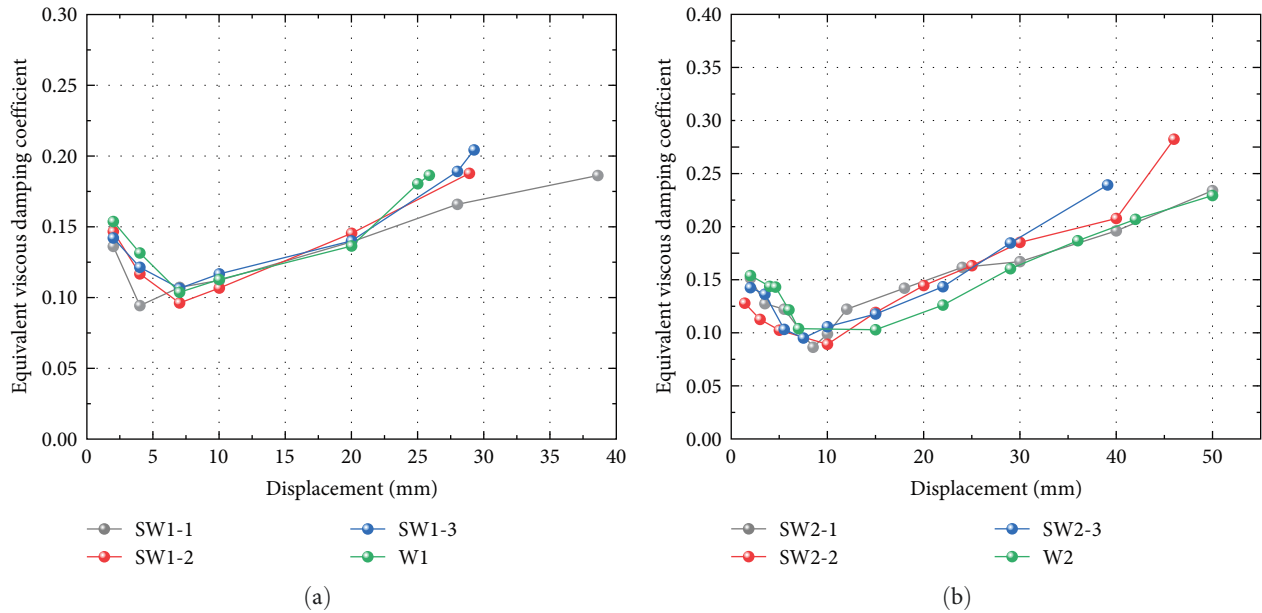 Equivalent viscous damping coefficient
0.30
0.25
0.20
0.15
0.10
0.05
0.00
0 5 10 15 20 25 30 35 40
Displacement (mm)
SW1-1 SW1-3
SW1-2 W1
(a)
Equivalent viscous damping coefficient
0.40
0.35
0.30
0.25
0.20
0.15
0.10
0.05
0.00
0 10 20 30 40 50
Displacement (mm)
SW2-1 SW2-3
SW2-2 W2
(b)